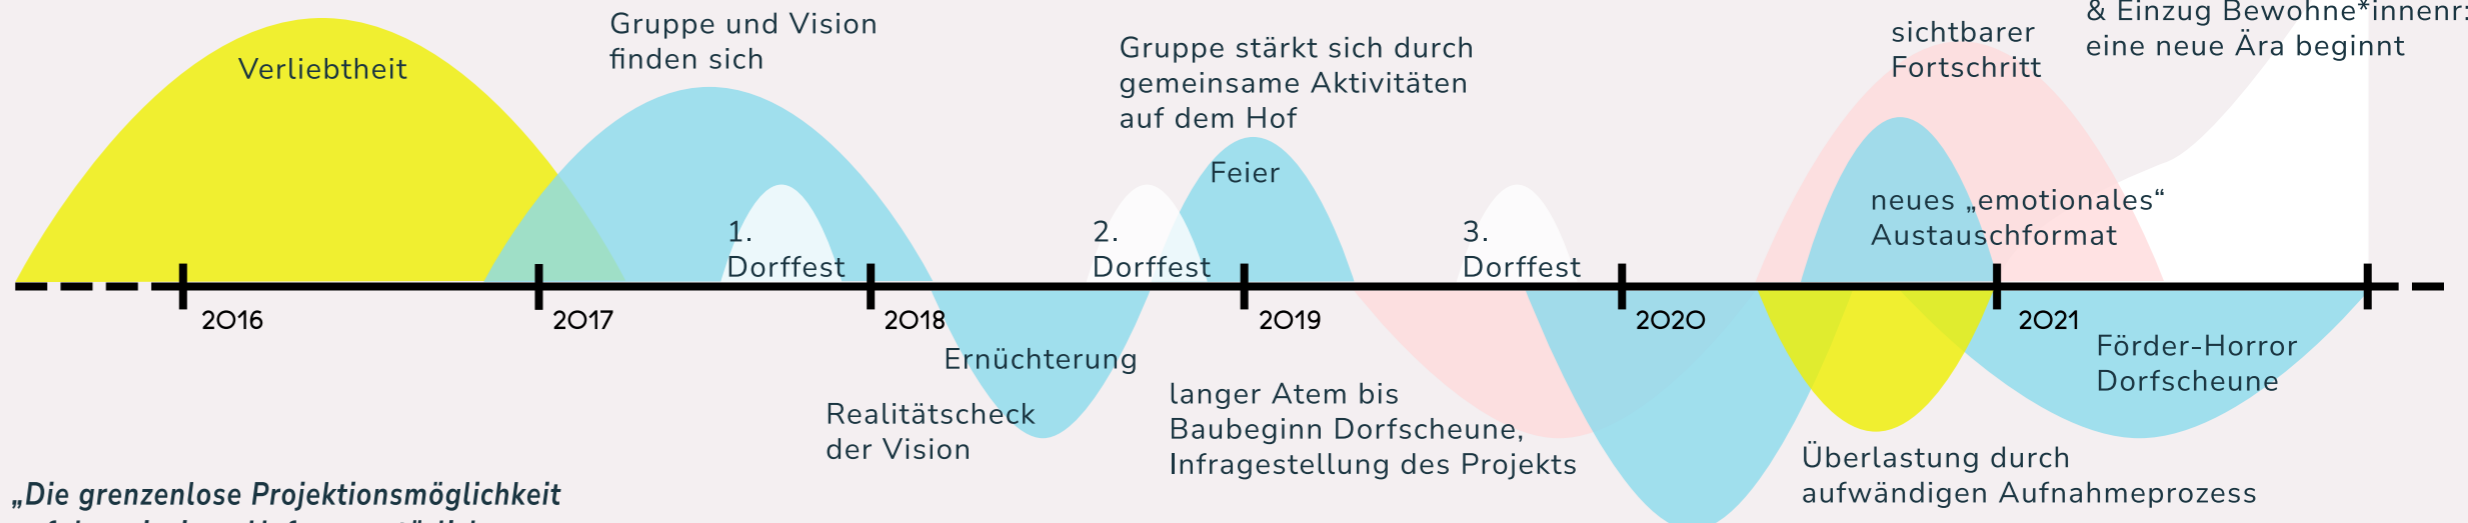 & Einzug Bewohne*innenr:
eine neue Ära beginnt
Gruppe und Vision
finden sich
sichtbarer
Fortschritt
Gruppe stärkt sich durch
gemeinsame Aktivitäten
auf dem Hof
Verliebtheit
Feier
neues „emotionales“
Austauschformat
1.
Dorffest
2.
Dorffest
3.
Dorffest
2016
2017
2018
2019
2020
2021
Ernüchterung
Förder-Horror
Dorfscheune
Realitätscheck
der Vision
langer Atem bis
Baubeginn Dorfscheune,
Infragestellung des Projekts
Überlastung durch
aufwändigen Aufnahmeprozess
„Die grenzenlose Projektionsmöglichkeit